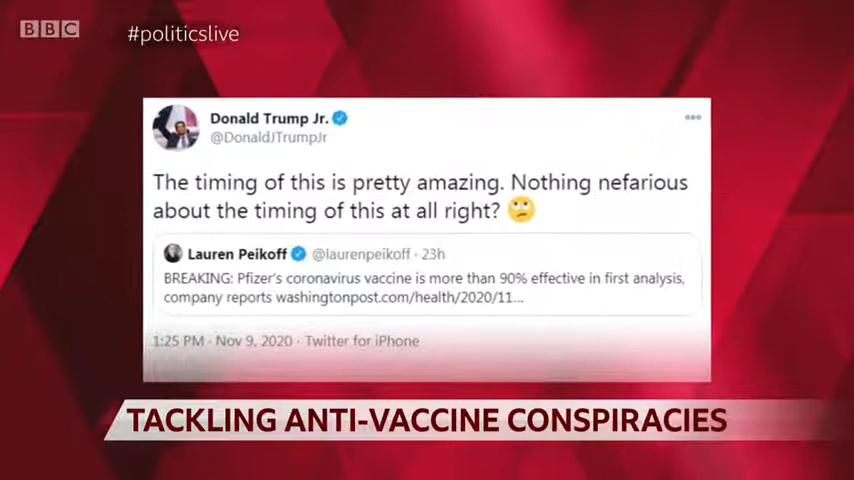 BBC
#politicslive
Donald Trump Jr.
@DonaldJTrumpJr
The timing of this is pretty amazing. Nothing nefarious
about the timing of this at all right? 🙄
Lauren Peikoff @laurenpeikoff · 23h
BREAKING: Pfizer's coronavirus vaccine is more than 90% effective in first analysis,
company reports washingtonpost.com/health/2020/11...
1:25 PM · Nov 9, 2020 · Twitter for iPhone
TACKLING ANTI-VACCINE CONSPIRACIES